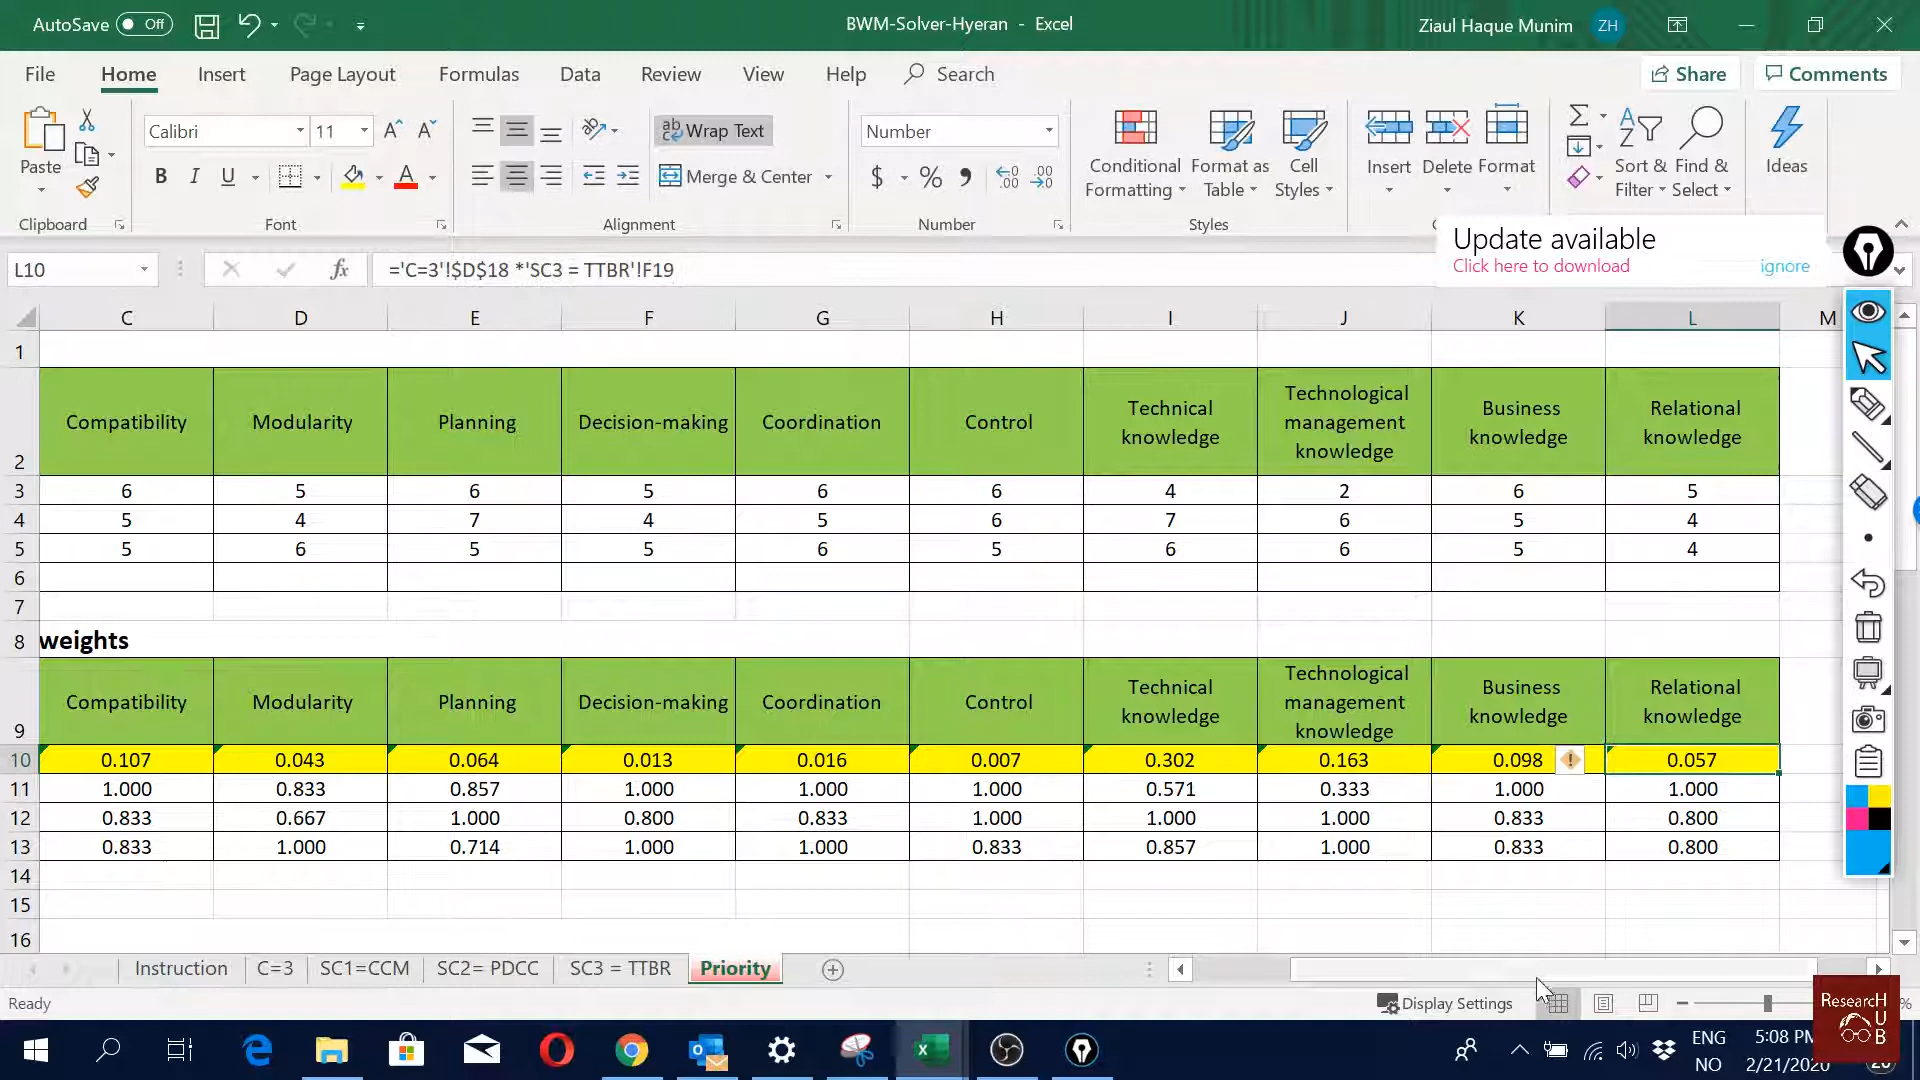 AutoSave Off
BWM-Solver-Hyeran - Excel
Ziaul Haque Munim ZH
File Home Insert Page Layout Formulas Data Review View Help Search Share Comments
Paste
Clipboard
Calibri 11
B I U A
Font
ab Wrap Text
Merge & Center
Alignment
Number
$ % 9
Number
Conditional Formatting
Format as Table
Cell Styles
Styles
Insert Delete Format
Sort & Filter
Find & Select
Ideas
Update available
Click here to download ignore
L10 fx ='C=3'!$D$18 *'SC3 = TTBR'!F19
C D E F G H I J K L M
1
2 Compatibility Modularity Planning Decision-making Coordination Control Technical knowledge Technological management knowledge Business knowledge Relational knowledge
3 6 5 6 5 6 6 4 2 6 5
4 5 4 7 4 5 6 7 6 5 4
5 5 6 5 5 6 5 6 6 5 4
6
7
8 weights
9 Compatibility Modularity Planning Decision-making Coordination Control Technical knowledge Technological management knowledge Business knowledge Relational knowledge
10 0.107 0.043 0.064 0.013 0.016 0.007 0.302 0.163 0.098 0.057
11 1.000 0.833 0.857 1.000 1.000 1.000 0.571 0.333 1.000 1.000
12 0.833 0.667 1.000 0.800 0.833 1.000 1.000 1.000 0.833 0.800
13 0.833 1.000 0.714 1.000 1.000 0.833 0.857 1.000 0.833 0.800
14
15
16
Instruction C=3 SC1=CCM SC2= PDCC SC3 = TTBR Priority
Ready
Display Settings
ResearcH
U
B
ENG
NO
5:08 PM
2/21/2020